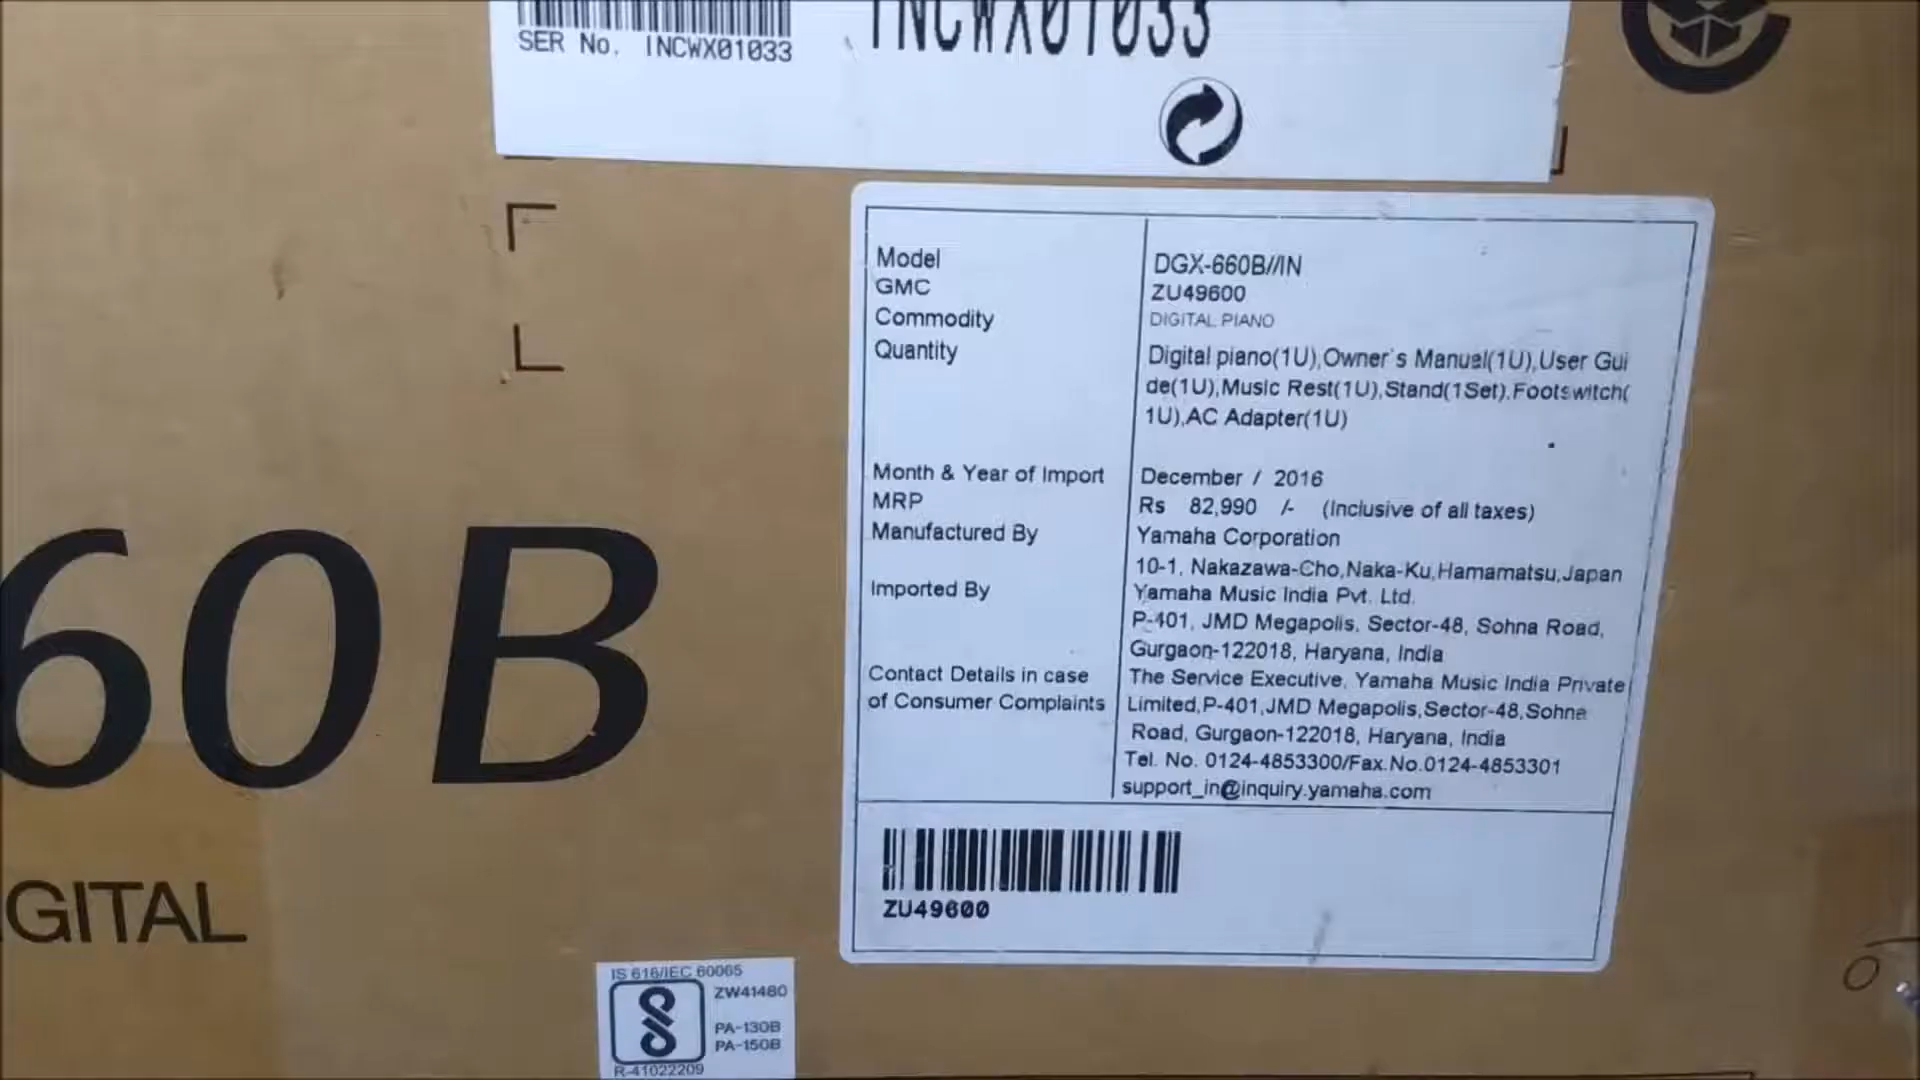 SER No. INCWX01033
INCWX01033
Model DGX-660B//IN
GMC ZU49600
Commodity DIGITAL PIANO
Quantity Digital piano(1U),Owner's Manual(1U),User Gui
de(1U),Music Rest(1U),Stand(1Set),Footswitch(
1U),AC Adapter(1U)
Month & Year of Import December / 2016
MRP Rs 82,990 /- (Inclusive of all taxes)
Manufactured By Yamaha Corporation
10-1, Nakazawa-Cho,Naka-Ku,Hamamatsu,Japan
Imported By Yamaha Music India Pvt. Ltd.
P-401, JMD Megapolis, Sector-48, Sohna Road,
Gurgaon-122018, Haryana, India
Contact Details in case The Service Executive, Yamaha Music India Private
of Consumer Complaints Limited,P-401,JMD Megapolis,Sector-48,Sohna
Road, Gurgaon-122018, Haryana, India
Tel. No. 0124-4853300/Fax.No.0124-4853301
support_in@inquiry.yamaha.com
ZU49600
60B
GITAL
IS 616/IEC 60065
ZW41480
PA-130B
PA-150B
R-41022209